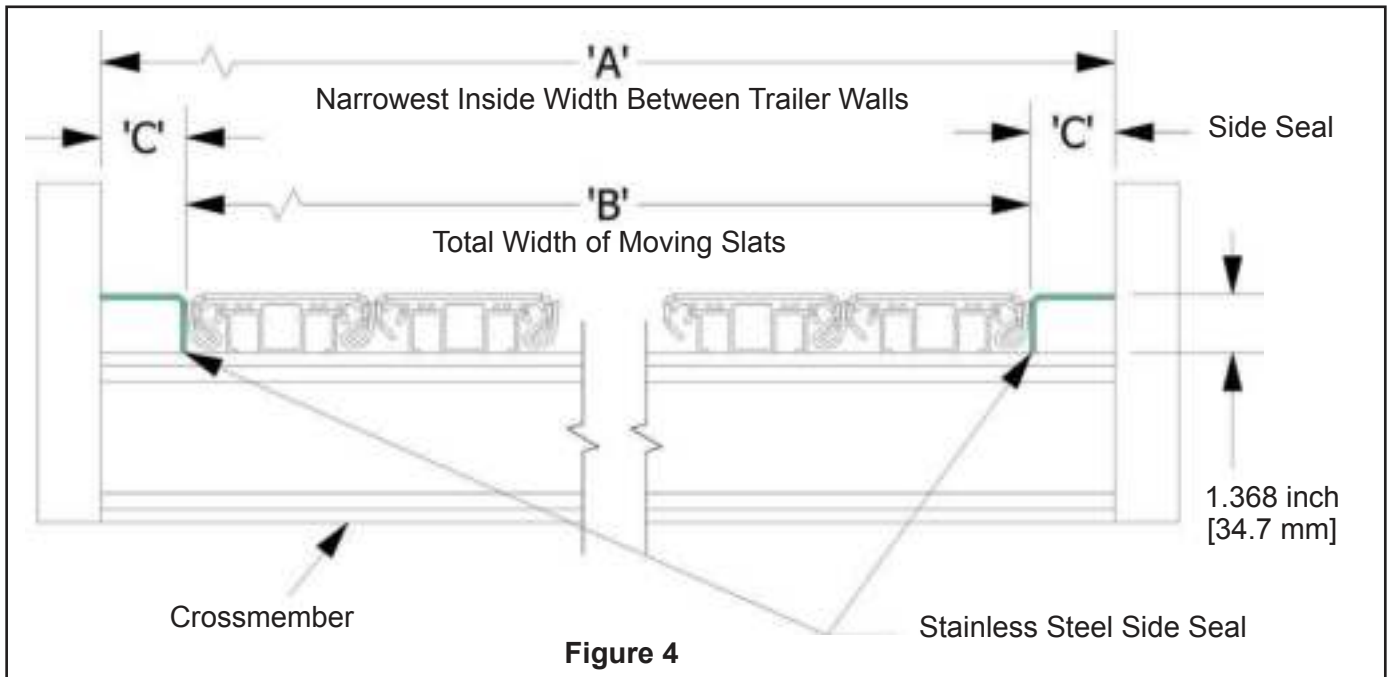 'A'
Narrowest Inside Width Between Trailer Walls
'C'
'C'
Side Seal
'B'
Total Width of Moving Slats
1.368 inch
[34.7 mm]
Crossmember
Stainless Steel Side Seal
Figure 4